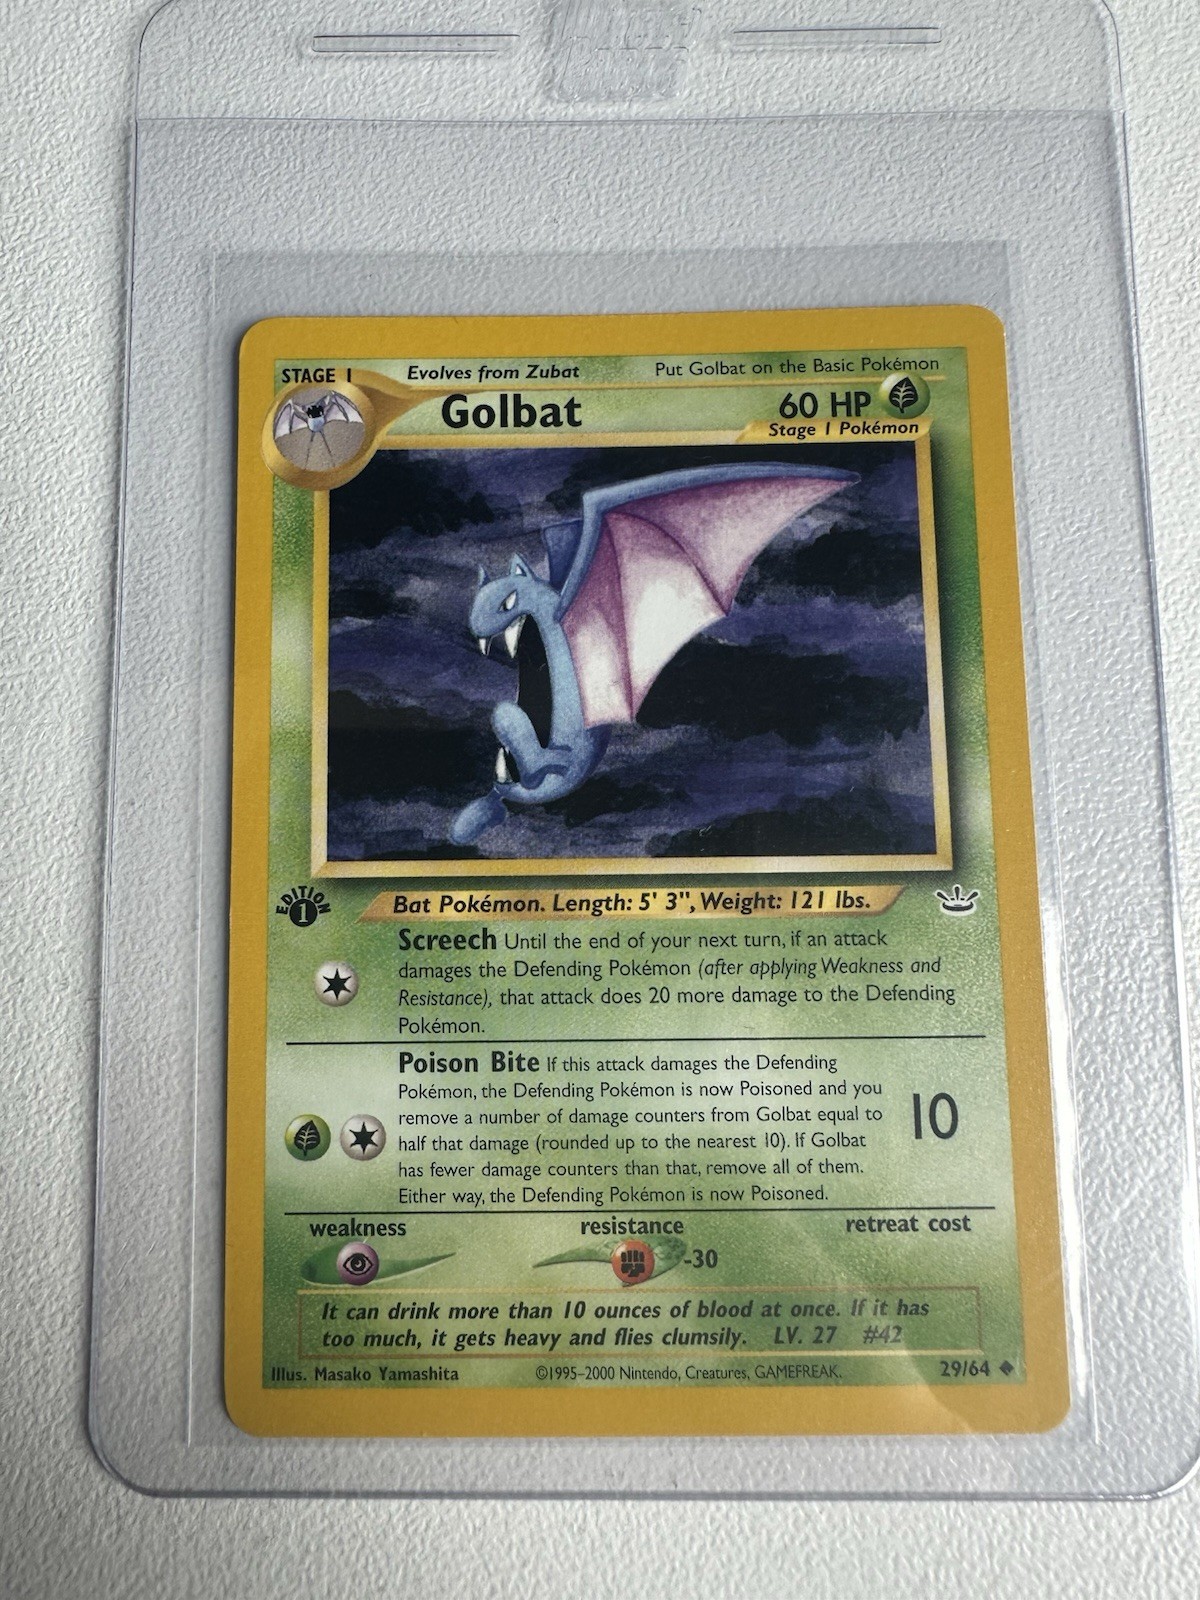 STAGE 1 Evolves from Zubat Put Golbat on the Basic Pokémon
Golbat 60 HP
Stage 1 Pokémon
EDITION
1
Bat Pokémon. Length: 5' 3", Weight: 121 lbs.
Screech Until the end of your next turn, if an attack
damages the Defending Pokémon (after applying Weakness and
Resistance), that attack does 20 more damage to the Defending
Pokémon.
Poison Bite If this attack damages the Defending
Pokémon, the Defending Pokémon is now Poisoned and you
remove a number of damage counters from Golbat equal to
half that damage (rounded up to the nearest 10). If Golbat
has fewer damage counters than that, remove all of them.
Either way, the Defending Pokémon is now Poisoned.
10
weakness resistance retreat cost
-30
It can drink more than 10 ounces of blood at once. If it has
too much, it gets heavy and flies clumsily. LV. 27 #42
Illus. Masako Yamashita ©1995–2000 Nintendo, Creatures, GAMEFREAK. 29/64